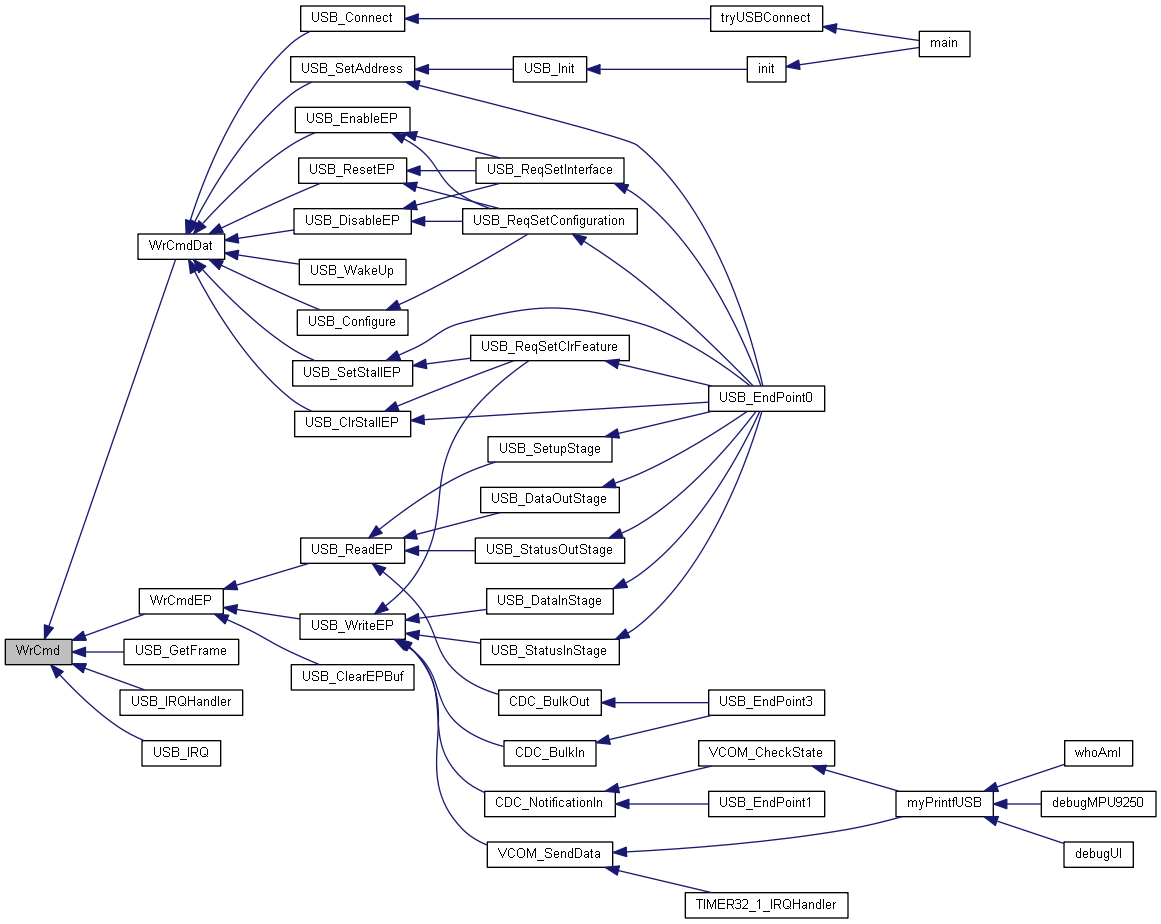 USB_Connect
tryUSBConnect
main
USB_SetAddress
USB_Init
init
USB_EnableEP
USB_ResetEP
USB_ReqSetInterface
USB_DisableEP
USB_ReqSetConfiguration
WrCmdDat
USB_WakeUp
USB_Configure
USB_ReqSetClrFeature
USB_SetStallEP
USB_EndPoint0
USB_ClrStallEP
USB_SetupStage
USB_DataOutStage
USB_ReadEP
USB_StatusOutStage
WrCmdEP
USB_DataInStage
USB_WriteEP
WrCmd
USB_GetFrame
USB_StatusInStage
USB_ClearEPBuf
USB_IRQHandler
CDC_BulkOut
USB_EndPoint3
USB_IRQ
CDC_BulkIn
VCOM_CheckState
whoAmI
CDC_NotificationIn
USB_EndPoint1
myPrintfUSB
debugMPU9250
VCOM_SendData
debugUI
TIMER32_1_IRQHandler